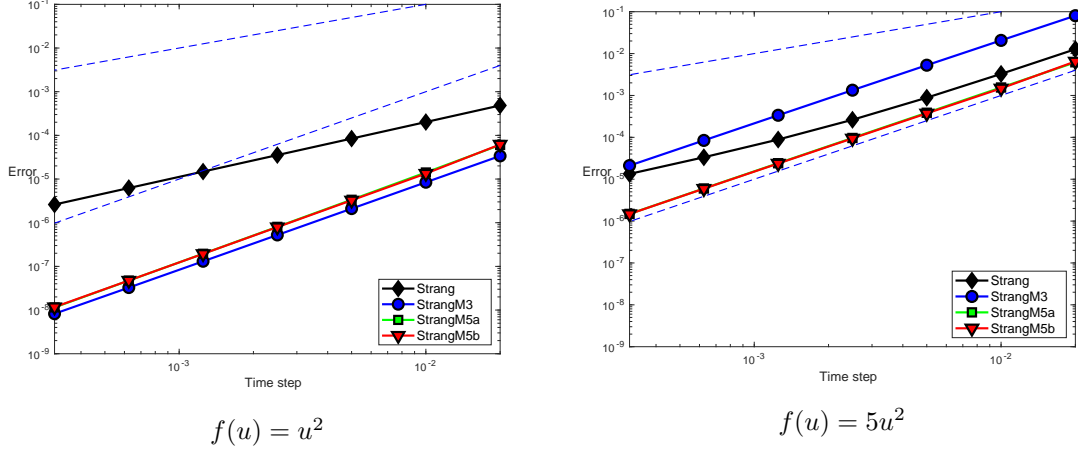 10^-1
10^-2
10^-3
10^-4
10^-5
10^-6
10^-7
10^-8
10^-9
Error
10^-3
10^-2
Time step
Strang
StrangM3
StrangM5a
StrangM5b
f(u) = u^2
10^-1
10^-2
10^-3
10^-4
10^-5
10^-6
10^-7
10^-8
10^-9
Error
10^-3
10^-2
Time step
Strang
StrangM3
StrangM5a
StrangM5b
f(u) = 5u^2